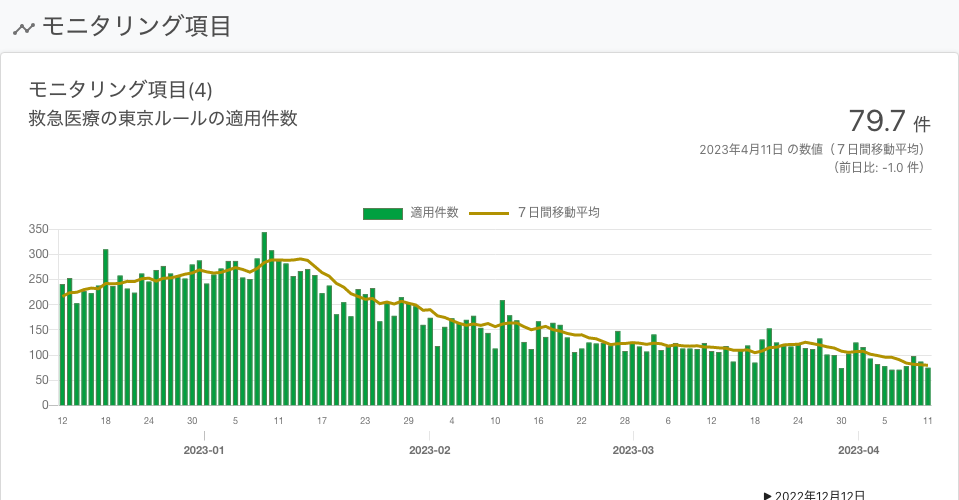 モニタリング項目
モニタリング項目(4)
救急医療の東京ルールの適用件数
79.7 件
2023年4月11日 の数値（７日間移動平均）
（前日比: -1.0 件）
適用件数 ７日間移動平均
350
300
250
200
150
100
50
0
12 18 24 30 5 11 17 23 29 4 10 16 22 28 6 12 18 24 30 5 11
2023-01 2023-02 2023-03 2023-04
▶ 2022年12月12日